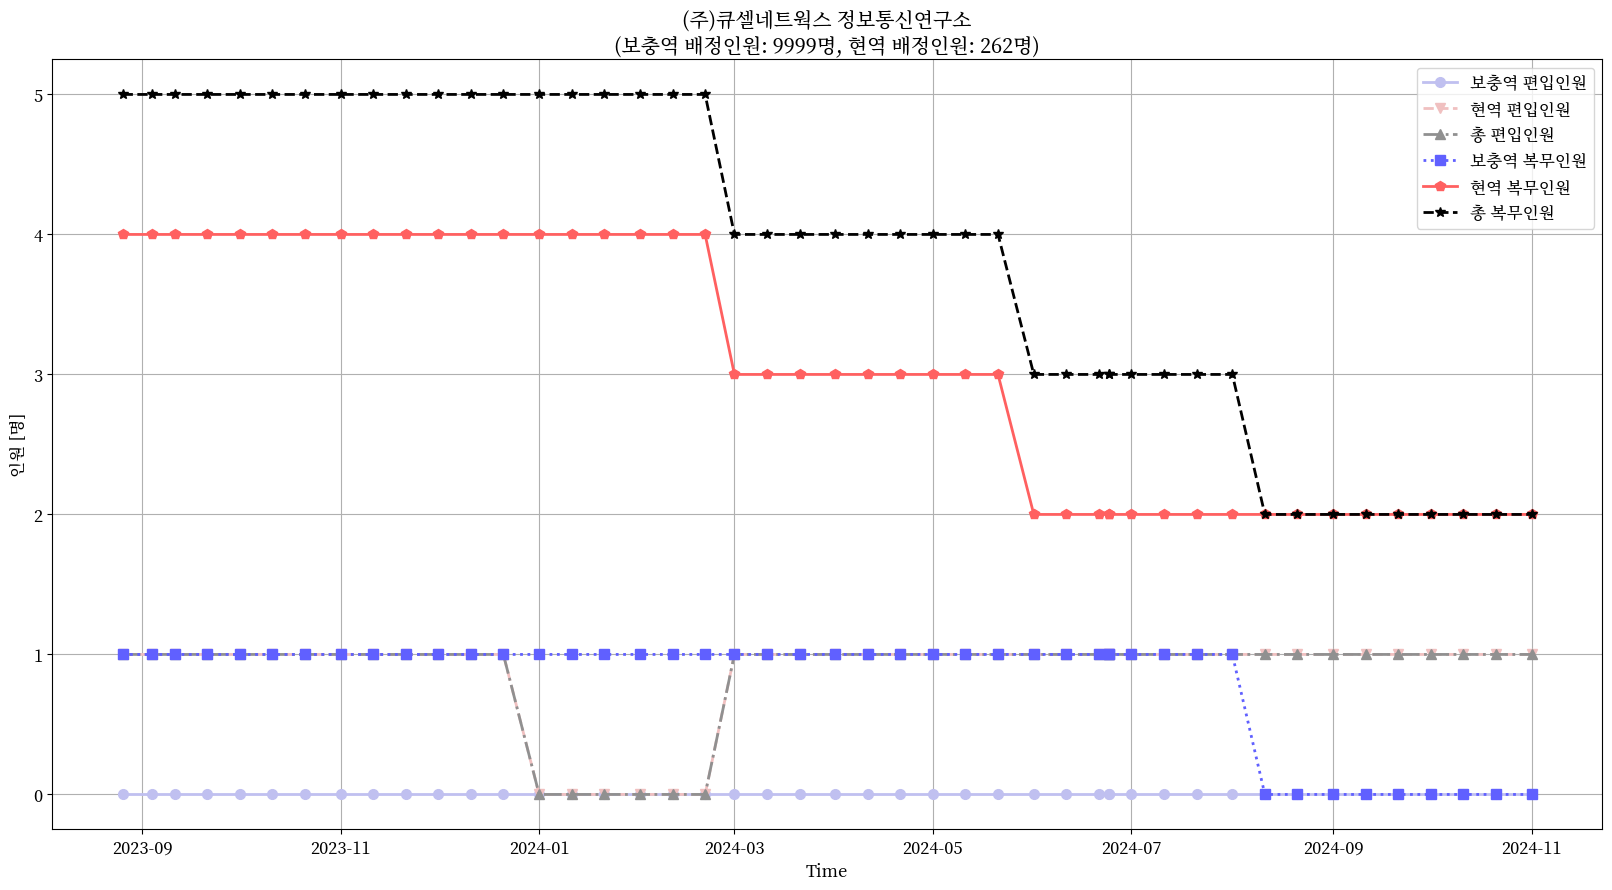 (주)큐셀네트웍스 정보통신연구소
(보충역 배정인원: 9999명, 현역 배정인원: 262명)
보충역 편입인원
현역 편입인원
총 편입인원
보충역 복무인원
현역 복무인원
총 복무인원
인원 [명]
5
4
3
2
1
0
2023-09
2023-11
2024-01
2024-03
2024-05
2024-07
2024-09
2024-11
Time